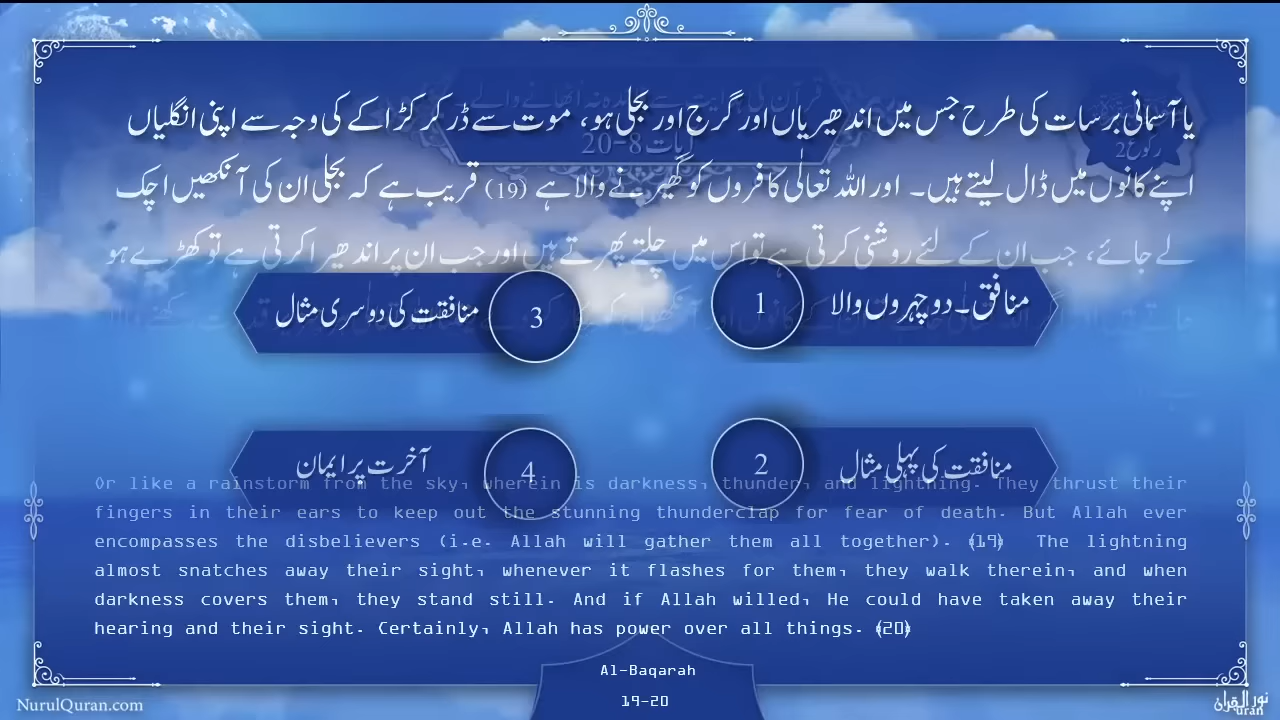 یا آسمانی برسات کی طرح جس میں اندھیریاں اور گرج اور بجلی ہو، موت سے ڈر کر کڑاکے کی وجہ سے اپنی انگلیاں
آیات 8-20
رکوع 2
اپنے کانوں میں ڈال لیتے ہیں۔ اور اللہ تعالٰی کافروں کو گھیرنے والا ہے (19) قریب ہے کہ بجلی ان کی آنکھیں اچک
لے جائے، جب ان کے لئے روشنی کرتی ہے تو اس میں چلتے پھرتے ہیں اور جب ان پر اندھیرا کرتی ہے تو کھڑے ہو
1 منافق۔ دو چہروں والا
3 منافقت کی دوسری مثال
2 منافقت کی پہلی مثال
4 آخرت پر ایمان
Or like a rainstorm from the sky, wherein is darkness, thunder, and lightning. They thrust their
fingers in their ears to keep out the stunning thunderclap for fear of death. But Allah ever
encompasses the disbelievers (i.e. Allah will gather them all together). ﴾19﴿ The lightning
almost snatches away their sight, whenever it flashes for them, they walk therein, and when
darkness covers them, they stand still. And if Allah willed, He could have taken away their
hearing and their sight. Certainly, Allah has power over all things. ﴾20﴿
Al-Baqarah
19-20
NurulQuran.com
نور القرآن